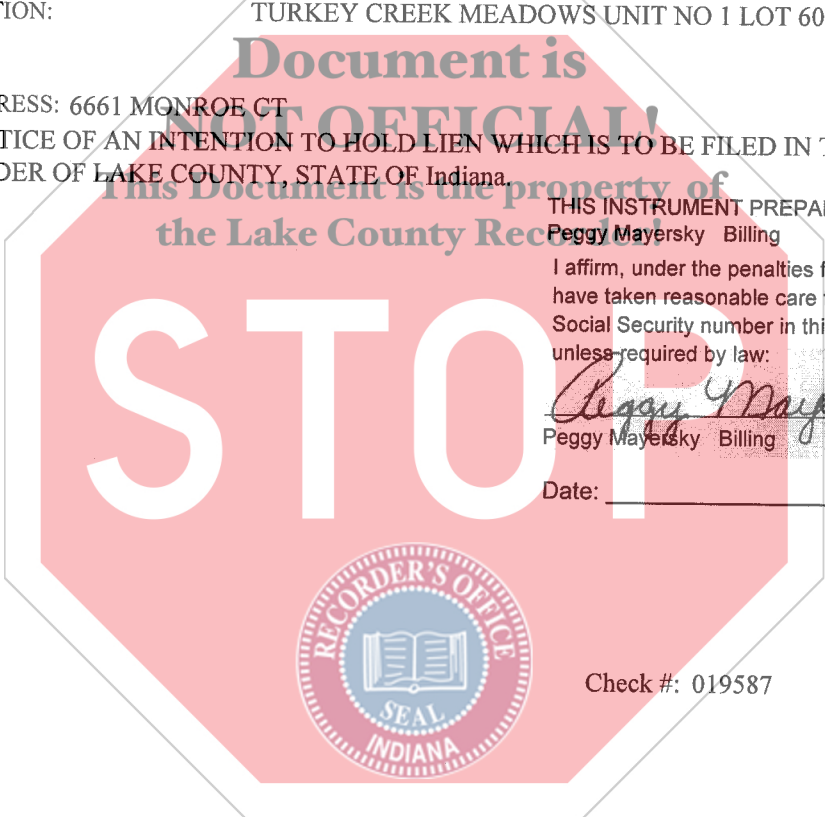 TION: TURKEY CREEK MEADOWS UNIT NO 1 LOT 60
Document is
RESS: 6661 MONROE CT
NOT OFFICIAL!
TICE OF AN INTENTION TO HOLD LIEN WHICH IS TO BE FILED IN T
DER OF LAKE COUNTY, STATE OF Indiana.
This Document is the property of
the Lake County Recorder!
THIS INSTRUMENT PREPA
Peggy Mayersky Billing
I affirm, under the penalties f
have taken reasonable care
Social Security number in thi
unless required by law:
Peggy Maye
Peggy Mayersky Billing
Date:
STOP
RECORDER'S OFFICE
SEAL
INDIANA
Check #: 019587